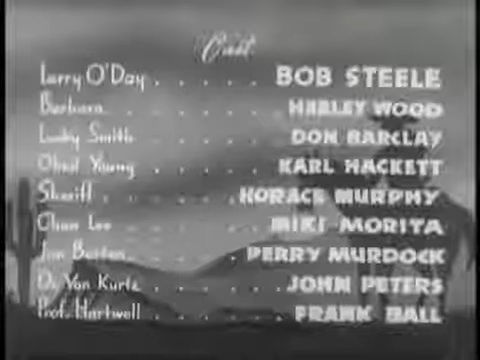 Cast
Larry O'Day . . . . . BOB STEELE
Barbara . . . . . HARLEY WOOD
Lucky Smith . . . . . DON BARCLAY
Obed Young . . . . . KARL HACKETT
Sheriff . . . . . . HORACE MURPHY
Chan Lee . . . . . MIKI MORITA
Jim Barton . . . . . PERRY MURDOCK
Dr. Von Kurtz . . . . . JOHN PETERS
Prof. Hartwell . . . . . FRANK BALL